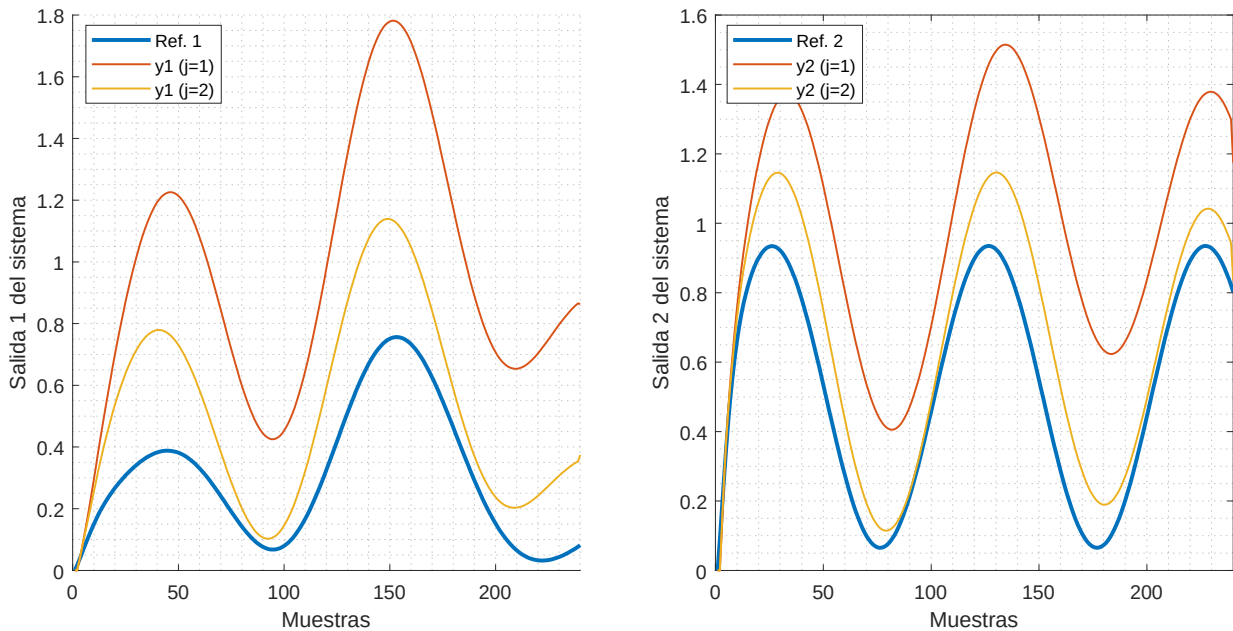 1.8
1.6
1.4
1.2
1
0.8
0.6
0.4
0.2
0
Salida 1 del sistema
Ref. 1
y1 (j=1)
y1 (j=2)
0
50
100
150
200
Muestras
1.6
1.4
1.2
1
0.8
0.6
0.4
0.2
0
Salida 2 del sistema
Ref. 2
y2 (j=1)
y2 (j=2)
0
50
100
150
200
Muestras